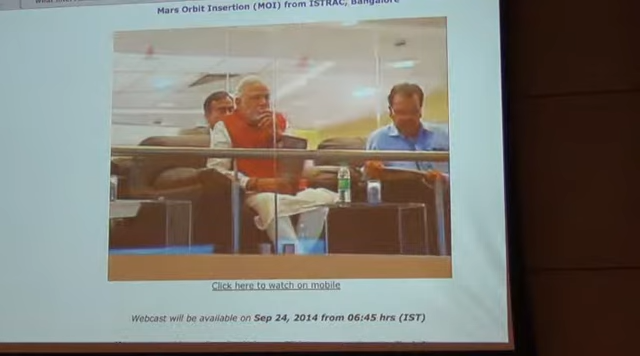 Mars Orbit Insertion (MOI) from ISTRAC, Bangalore
Click here to watch on mobile
Webcast will be available on Sep 24, 2014 from 06:45 hrs (IST)